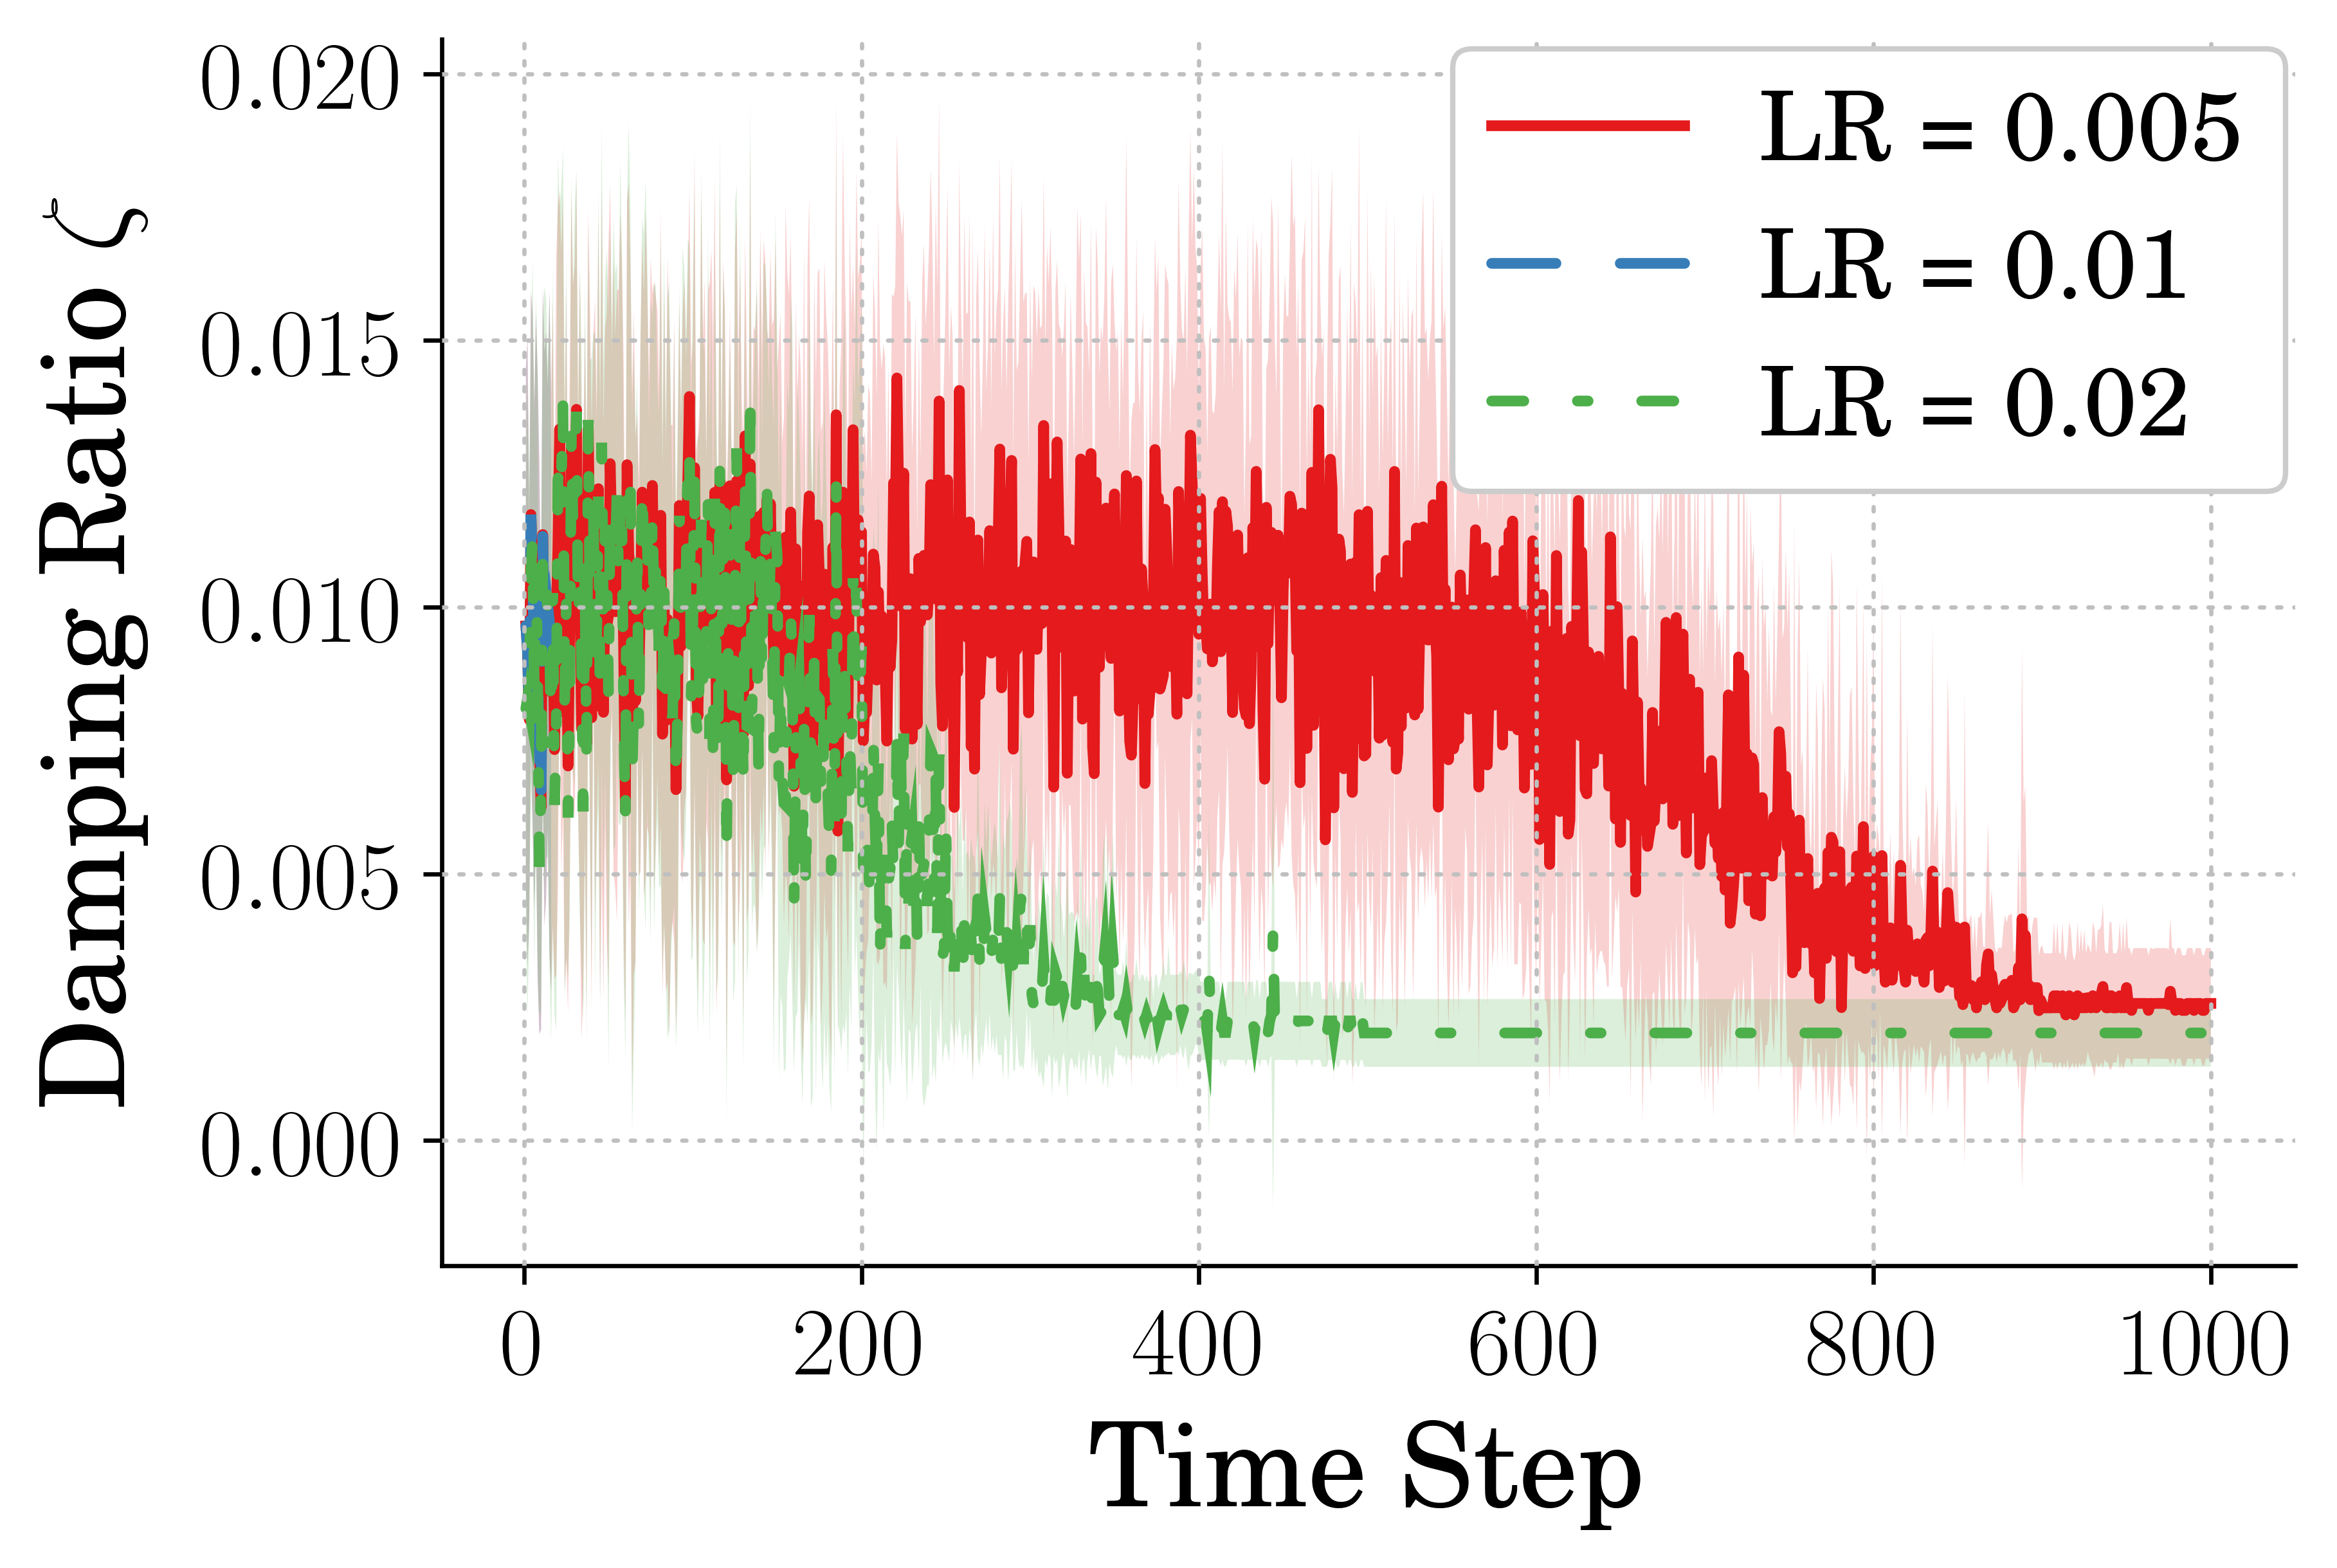 0.020
0.015
0.010
0.005
0.000
Damping Ratio ζ
LR = 0.005
LR = 0.01
LR = 0.02
0 200 400 600 800 1000
Time Step